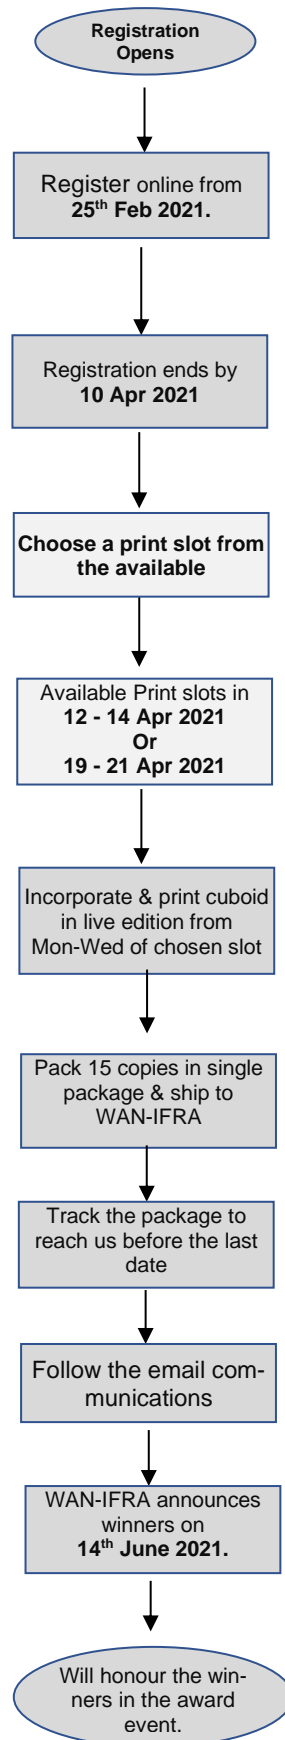 Registration
Opens
Register online from
25th Feb 2021.
Registration ends by
10 Apr 2021
Choose a print slot from
the available
Available Print slots in
12 - 14 Apr 2021
Or
19 - 21 Apr 2021
Incorporate & print cuboid
in live edition from
Mon-Wed of chosen slot
Pack 15 copies in single
package & ship to
WAN-IFRA
Track the package to
reach us before the last
date
Follow the email com-
munications
WAN-IFRA announces
winners on
14th June 2021.
Will honour the win-
ners in the award
event.